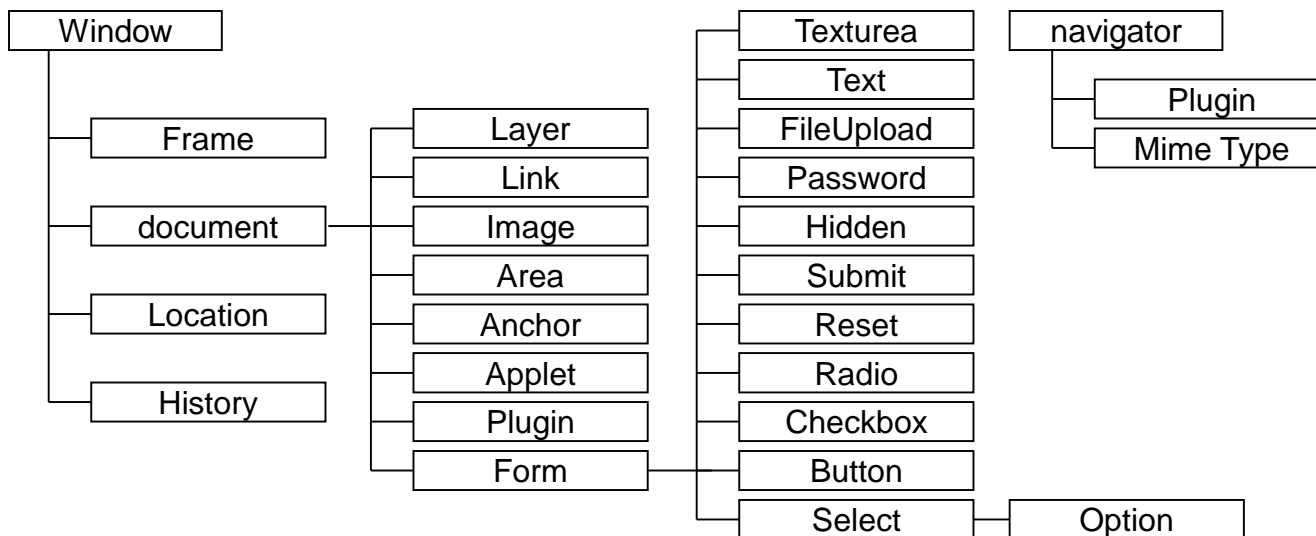 Window
Frame
document
Location
History
Layer
Link
Image
Area
Anchor
Applet
Plugin
Form
Texturea
Text
FileUpload
Password
Hidden
Submit
Reset
Radio
Checkbox
Button
Select
Option
navigator
Plugin
Mime Type